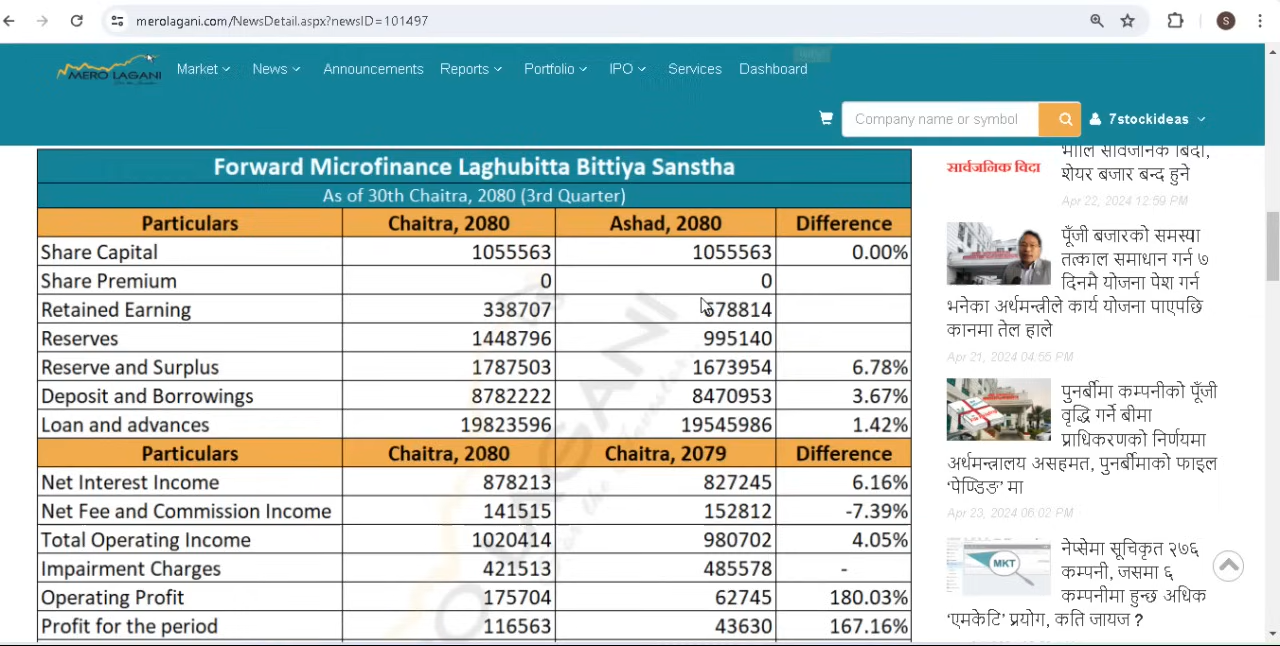 merolagani.com/NewsDetail.aspx?newsID=101497
S
MERO LAGANI
Market News Announcements Reports Portfolio IPO Services Dashboard
Company name or symbol
7stockideas
Forward Microfinance Laghubitta Bittiya Sanstha
As of 30th Chaitra, 2080 (3rd Quarter)
Particulars Chaitra, 2080 Ashad, 2080 Difference
Share Capital 1055563 1055563 0.00%
Share Premium 0 0
Retained Earning 338707 678814
Reserves 1448796 995140
Reserve and Surplus 1787503 1673954 6.78%
Deposit and Borrowings 8782222 8470953 3.67%
Loan and advances 19823596 19545986 1.42%
Particulars Chaitra, 2080 Chaitra, 2079 Difference
Net Interest Income 878213 827245 6.16%
Net Fee and Commission Income 141515 152812 -7.39%
Total Operating Income 1020414 980702 4.05%
Impairment Charges 421513 485578 -
Operating Profit 175704 62745 180.03%
Profit for the period 116563 43630 167.16%
सार्वजनिक विदा
सार्वजनिक बिदा,
शेयर बजार बन्द हुने
Apr 22, 2024 12:59 PM
पूँजी बजारको समस्या
तत्काल समाधान गर्न ७
दिनमै योजना पेश गर्न
भनेका अर्थमन्त्रीले कार्य योजना पाएपछि
कानमा तेल हाले
Apr 21, 2024 04:55 PM
पुनर्बीमा कम्पनीको पूँजी
वृद्धि गर्ने बीमा
प्राधिकरणको निर्णयमा
अर्थमन्त्रालय असहमत, पुनर्बीमाको फाइल
‘पेण्डिङ’ मा
Apr 23, 2024 06:02 PM
MKT
नेप्सेमा सूचिकृत २७६
कम्पनी, जसमा ६
कम्पनीमा हुन्छ अधिक
‘एमकेटि’ प्रयोग, कति जायज ?